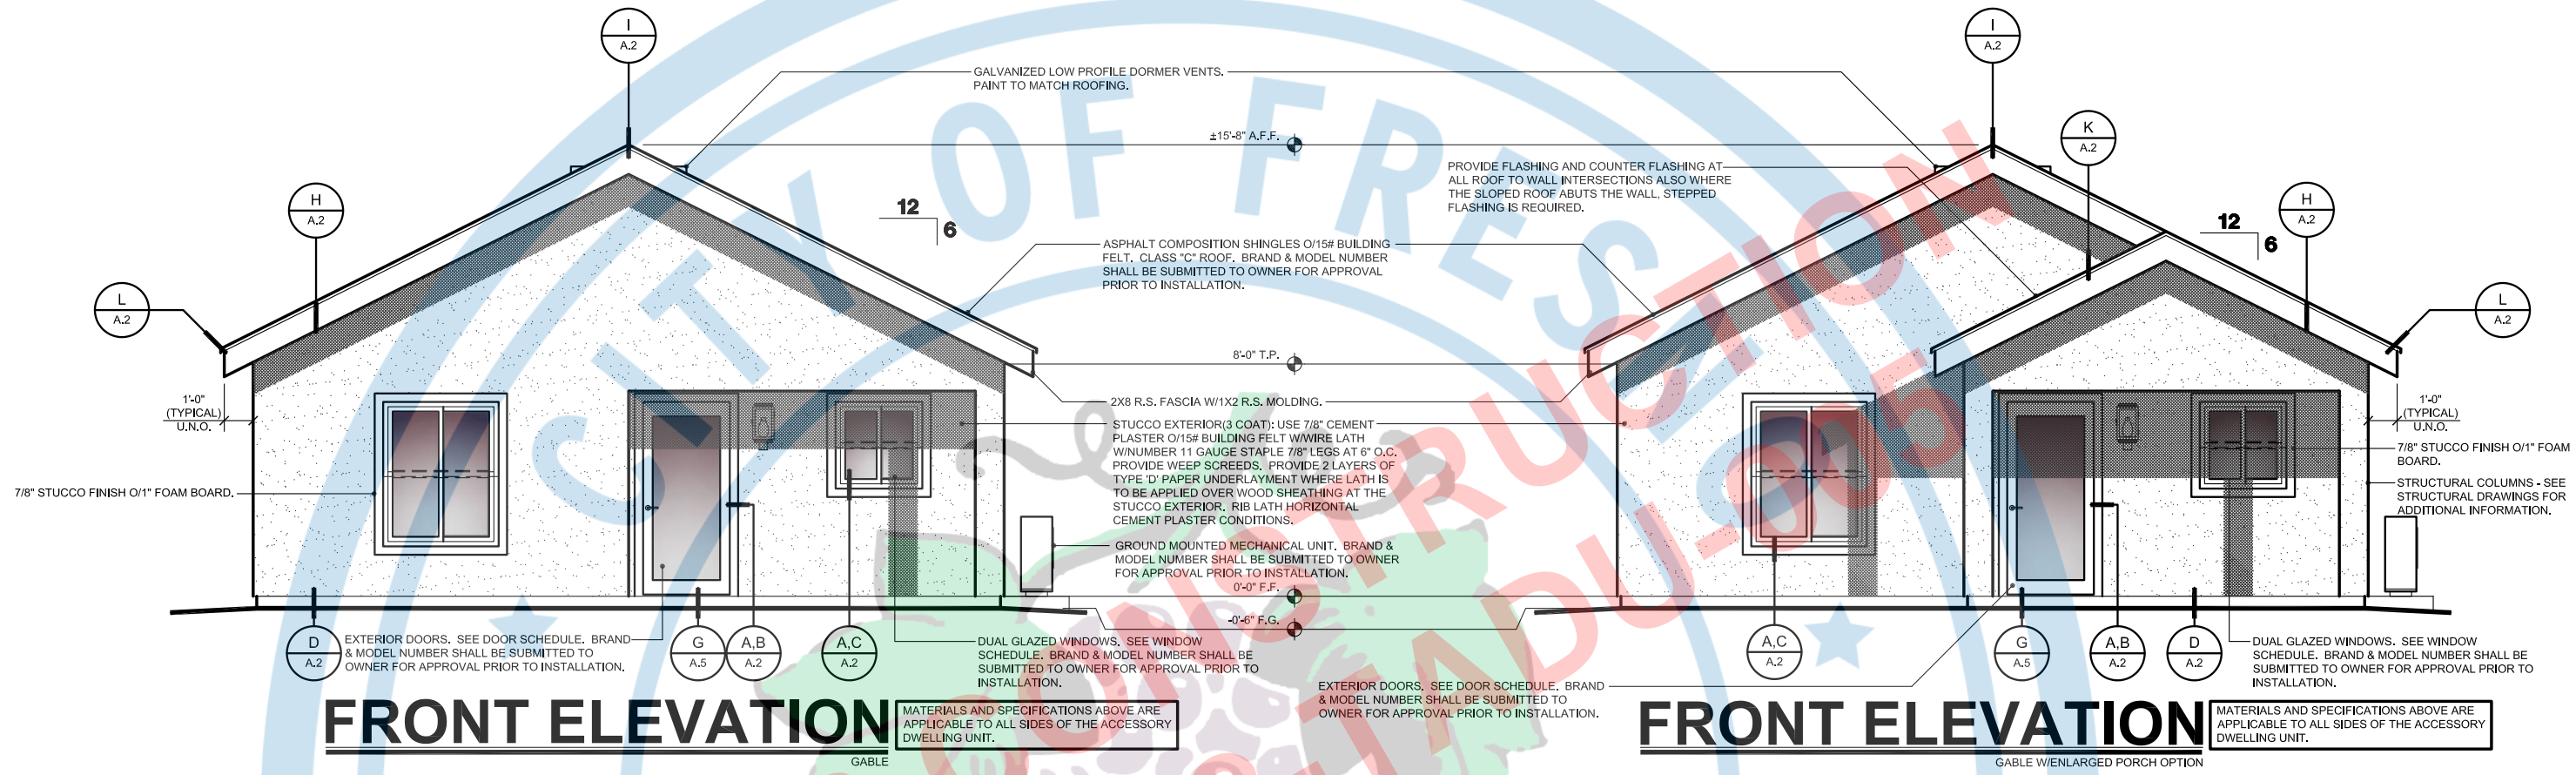 I
A.2
H
A.2
L
A.2
GALVANIZED LOW PROFILE DORMER VENTS.
PAINT TO MATCH ROOFING.
±15'-8" A.F.F.
12
6
ASPHALT COMPOSITION SHINGLES O/15# BUILDING
FELT. CLASS "C" ROOF. BRAND & MODEL NUMBER
SHALL BE SUBMITTED TO OWNER FOR APPROVAL
PRIOR TO INSTALLATION.
8'-0" T.P.
1'-0"
(TYPICAL)
U.N.O.
2X8 R.S. FASCIA W/1X2 R.S. MOLDING.
STUCCO EXTERIOR(3 COAT): USE 7/8" CEMENT
PLASTER O/15# BUILDING FELT W/WIRE LATH
W/NUMBER 11 GAUGE STAPLE 7/8" LEGS AT 6" O.C.
PROVIDE WEEP SCREEDS. PROVIDE 2 LAYERS OF
TYPE 'D' PAPER UNDERLAYMENT WHERE LATH IS
TO BE APPLIED OVER WOOD SHEATHING AT THE
STUCCO EXTERIOR. RIB LATH HORIZONTAL
CEMENT PLASTER CONDITIONS.
7/8" STUCCO FINISH O/1" FOAM BOARD.
GROUND MOUNTED MECHANICAL UNIT. BRAND &
MODEL NUMBER SHALL BE SUBMITTED TO OWNER
FOR APPROVAL PRIOR TO INSTALLATION.
0'-0" F.F.
-0'-6" F.G.
D
A.2
EXTERIOR DOORS. SEE DOOR SCHEDULE. BRAND
& MODEL NUMBER SHALL BE SUBMITTED TO
OWNER FOR APPROVAL PRIOR TO INSTALLATION.
G
A.5
A,B
A.2
A,C
A.2
DUAL GLAZED WINDOWS. SEE WINDOW
SCHEDULE. BRAND & MODEL NUMBER SHALL BE
SUBMITTED TO OWNER FOR APPROVAL PRIOR TO
INSTALLATION.
FRONT ELEVATION
GABLE
MATERIALS AND SPECIFICATIONS ABOVE ARE
APPLICABLE TO ALL SIDES OF THE ACCESSORY
DWELLING UNIT.
I
A.2
K
A.2
H
A.2
L
A.2
PROVIDE FLASHING AND COUNTER FLASHING AT
ALL ROOF TO WALL INTERSECTIONS ALSO WHERE
THE SLOPED ROOF ABUTS THE WALL, STEPPED
FLASHING IS REQUIRED.
12
6
1'-0"
(TYPICAL)
U.N.O.
7/8" STUCCO FINISH O/1" FOAM
BOARD.
STRUCTURAL COLUMNS - SEE
STRUCTURAL DRAWINGS FOR
ADDITIONAL INFORMATION.
A,C
A.2
G
A.5
A,B
A.2
D
A.2
EXTERIOR DOORS. SEE DOOR SCHEDULE. BRAND
& MODEL NUMBER SHALL BE SUBMITTED TO
OWNER FOR APPROVAL PRIOR TO INSTALLATION.
DUAL GLAZED WINDOWS. SEE WINDOW
SCHEDULE. BRAND & MODEL NUMBER SHALL BE
SUBMITTED TO OWNER FOR APPROVAL PRIOR TO
INSTALLATION.
FRONT ELEVATION
GABLE W/ENLARGED PORCH OPTION
MATERIALS AND SPECIFICATIONS ABOVE ARE
APPLICABLE TO ALL SIDES OF THE ACCESSORY
DWELLING UNIT.
CITY OF FRESNO
CONSTRUCTION